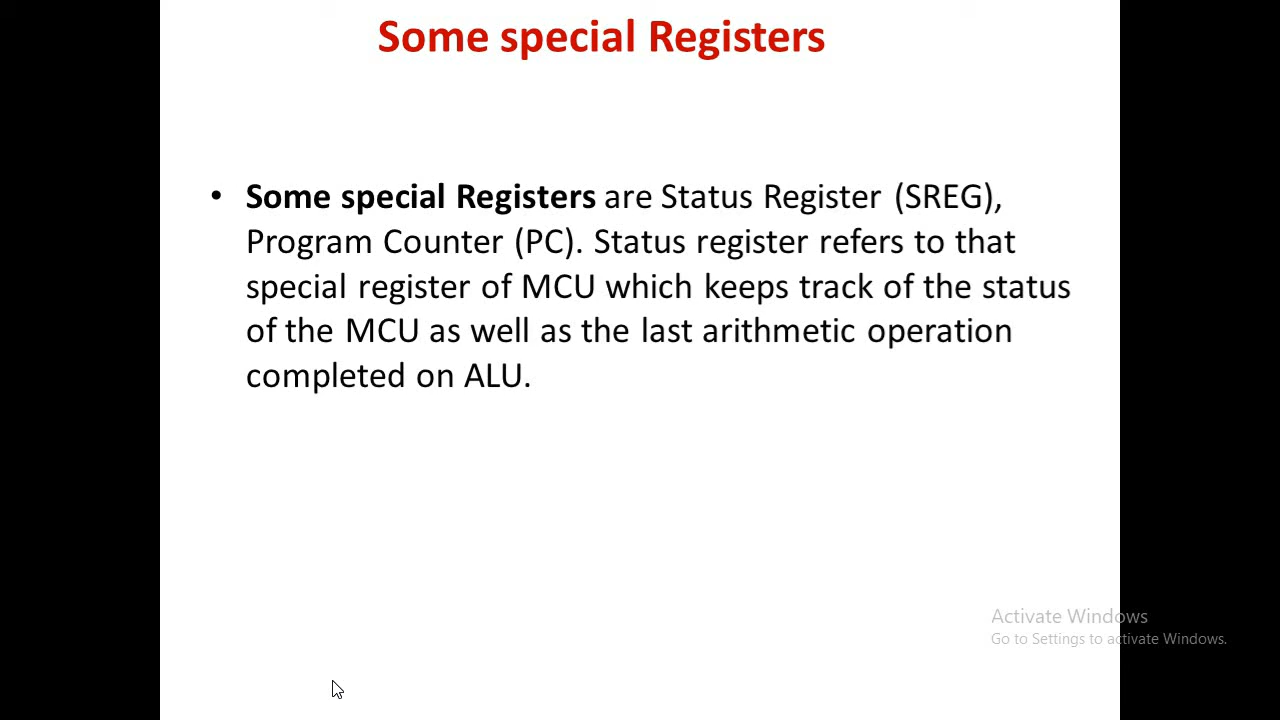 Some special Registers
• Some special Registers are Status Register (SREG),
Program Counter (PC). Status register refers to that
special register of MCU which keeps track of the status
of the MCU as well as the last arithmetic operation
completed on ALU.
Activate Windows
Go to Settings to activate Windows.